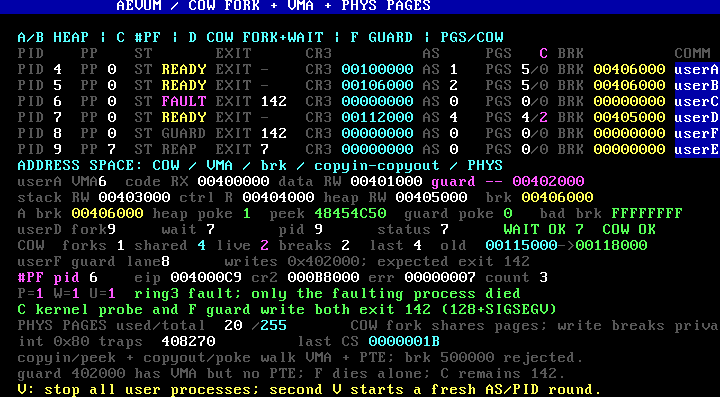 AEVUM / COW FORK + VMA + PHYS PAGES
A/B HEAP | C #PF | D COW FORK+WAIT | F GUARD | PGS/COW
PID PP ST EXIT CR3 AS PGS C BRK COMM
PID 4 PP 0 READY EXIT - CR3 00100000 AS 1 PGS 5/0 BRK 00406000 userA
PID 5 PP 0 READY EXIT - CR3 00106000 AS 2 PGS 5/0 BRK 00406000 userB
PID 6 PP 0 ST FAULT EXIT 142 CR3 00000000 AS 0 PGS 0/0 BRK 00000000 userC
PID 7 PP 0 ST READY EXIT - CR3 00112000 AS 4 PGS 4/2 BRK 00405000 userD
PID 8 PP 0 ST GUARD EXIT 142 CR3 00000000 AS 0 PGS 0/0 BRK 00000000 userF
PID 9 PP 7 ST REAP EXIT 7 CR3 00000000 AS 0 PGS 0/0 BRK 00000000 userE
ADDRESS SPACE: COW / VMA / brk / copyin-copyout / PHYS
userA VMA6 code RX 00400000 data RW 00401000 guard -- 00402000
stack RW 00403000 ctrl R 00404000 heap RW 00405000 brk 00406000
A brk 00406000 heap poke 1 peek 48454C50 guard poke 0 bad brk FFFFFFFF
userD fork9 wait 7 pid 9 status 7 WAIT OK 7 COW OK
COW forks 1 shared 4 live 2 breaks 2 last 4 old 00115000->00118000
userF guard lane8 writes 0x402000; expected exit 142
#PF pid 6 eip 004000C9 cr2 000B8000 err 00000007 count 3
P=1 W=1 U=1 ring3 fault; only the faulting process died
C kernel probe and F guard write both exit 142 (128+SIGSEGV)
PHYS PAGES used/total 20 /255 COW fork shares pages; write breaks priva
int 0x80 traps 408270 last CS 0000001B
copyin/peek + copyout/poke walk VMA + PTE; brk 500000 rejected.
guard 402000 has VMA but no PTE; F dies alone; C remains 142.
V: stop all user processes; second V starts a fresh AS/PID round.